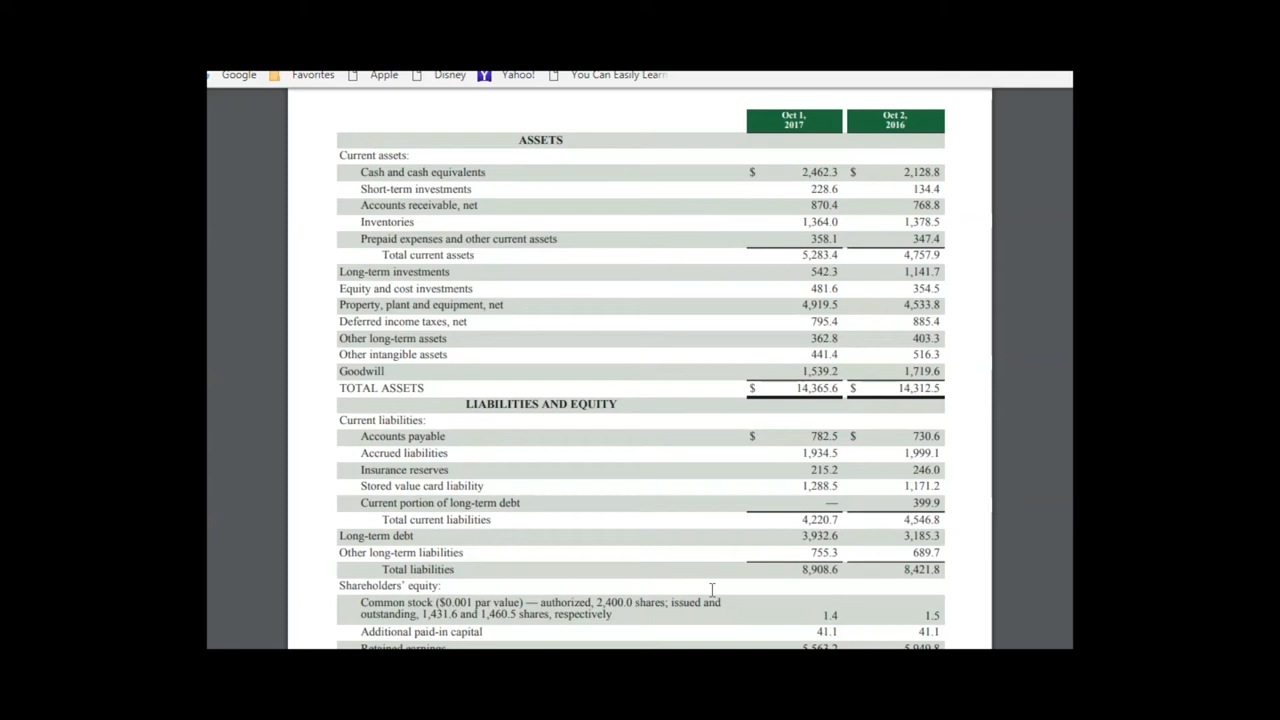 Google Favorites Apple Disney Yahoo! You Can Easily Learn
Oct 1, Oct 2,
2017 2016
ASSETS
Current assets:
Cash and cash equivalents $ 2,462.3 $ 2,128.8
Short-term investments 228.6 134.4
Accounts receivable, net 870.4 768.8
Inventories 1,364.0 1,378.5
Prepaid expenses and other current assets 358.1 347.4
Total current assets 5,283.4 4,757.9
Long-term investments 542.3 1,141.7
Equity and cost investments 481.6 354.5
Property, plant and equipment, net 4,919.5 4,533.8
Deferred income taxes, net 795.4 885.4
Other long-term assets 362.8 403.3
Other intangible assets 441.4 516.3
Goodwill 1,539.2 1,719.6
TOTAL ASSETS $ 14,365.6 $ 14,312.5
LIABILITIES AND EQUITY
Current liabilities:
Accounts payable $ 782.5 $ 730.6
Accrued liabilities 1,934.5 1,999.1
Insurance reserves 215.2 246.0
Stored value card liability 1,288.5 1,171.2
Current portion of long-term debt — 399.9
Total current liabilities 4,220.7 4,546.8
Long-term debt 3,932.6 3,185.3
Other long-term liabilities 755.3 689.7
Total liabilities 8,908.6 8,421.8
Shareholders' equity:
Common stock ($0.001 par value) — authorized, 2,400.0 shares; issued and
outstanding, 1,431.6 and 1,460.5 shares, respectively 1.4 1.5
Additional paid-in capital 41.1 41.1
Retained earnings 5,563.2 5,949.8